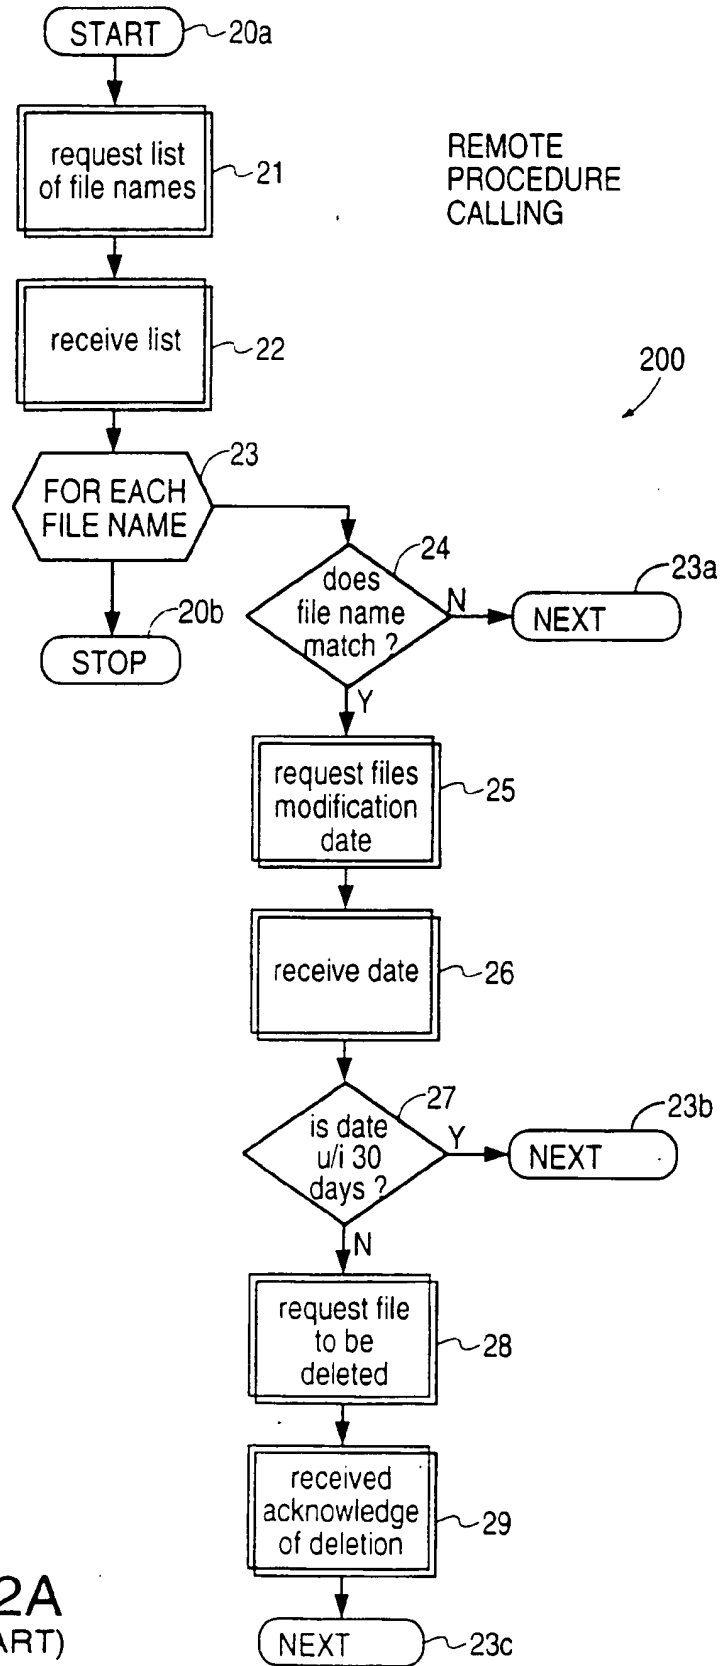 START
20a
request list
of file names
21
REMOTE
PROCEDURE
CALLING
receive list
22
200
FOR EACH
FILE NAME
23
STOP
20b
does
file name
match ?
24
N
NEXT
23a
Y
request files
modification
date
25
receive date
26
is date
u/i 30
days ?
27
Y
NEXT
23b
N
request file
to be
deleted
28
received
acknowledge
of deletion
29
NEXT
23c
2A
ART)